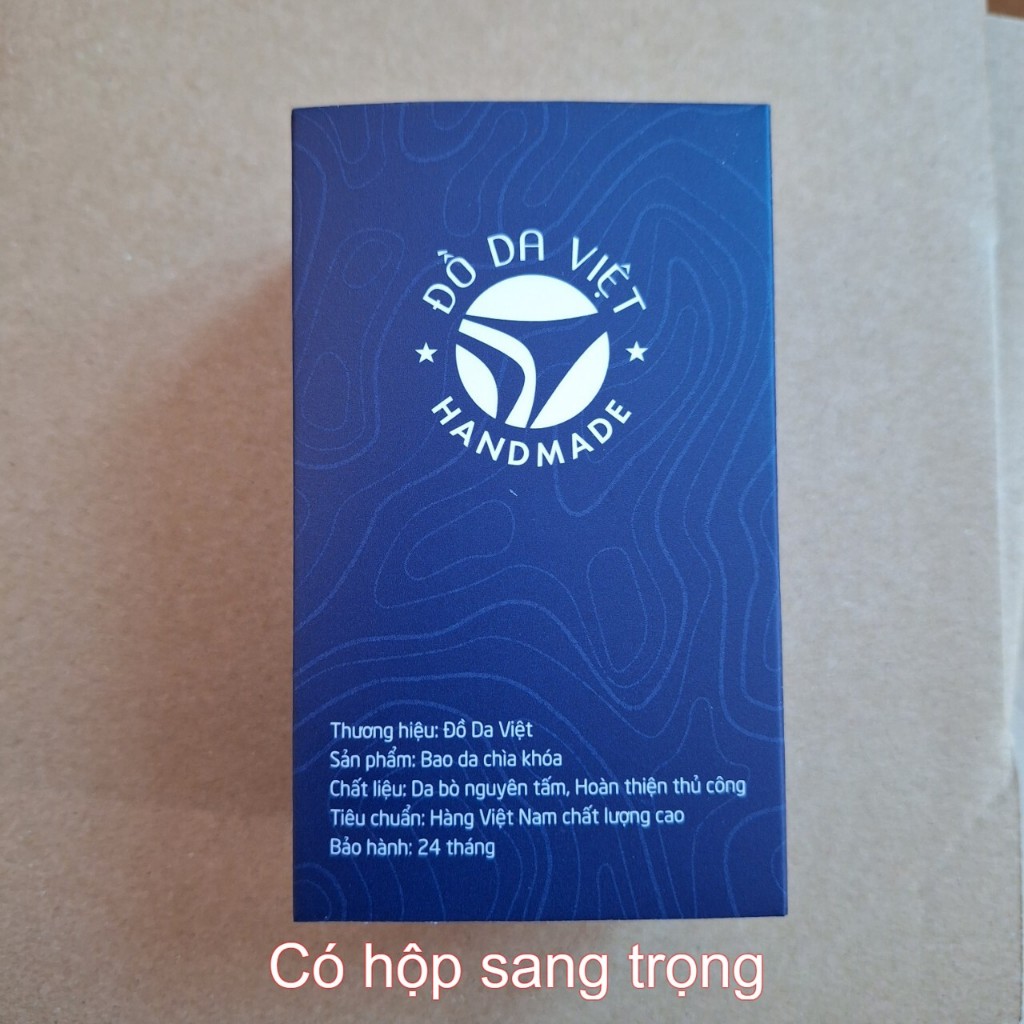 ĐỒ DA VIỆT
HANDMADE
Thương hiệu: Đồ Da Việt
Sản phẩm: Bao da chìa khóa
Chất liệu: Da bò nguyên tấm, Hoàn thiện thủ công
Tiêu chuẩn: Hàng Việt Nam chất lượng cao
Bảo hành: 24 tháng
Có hộp sang trọng